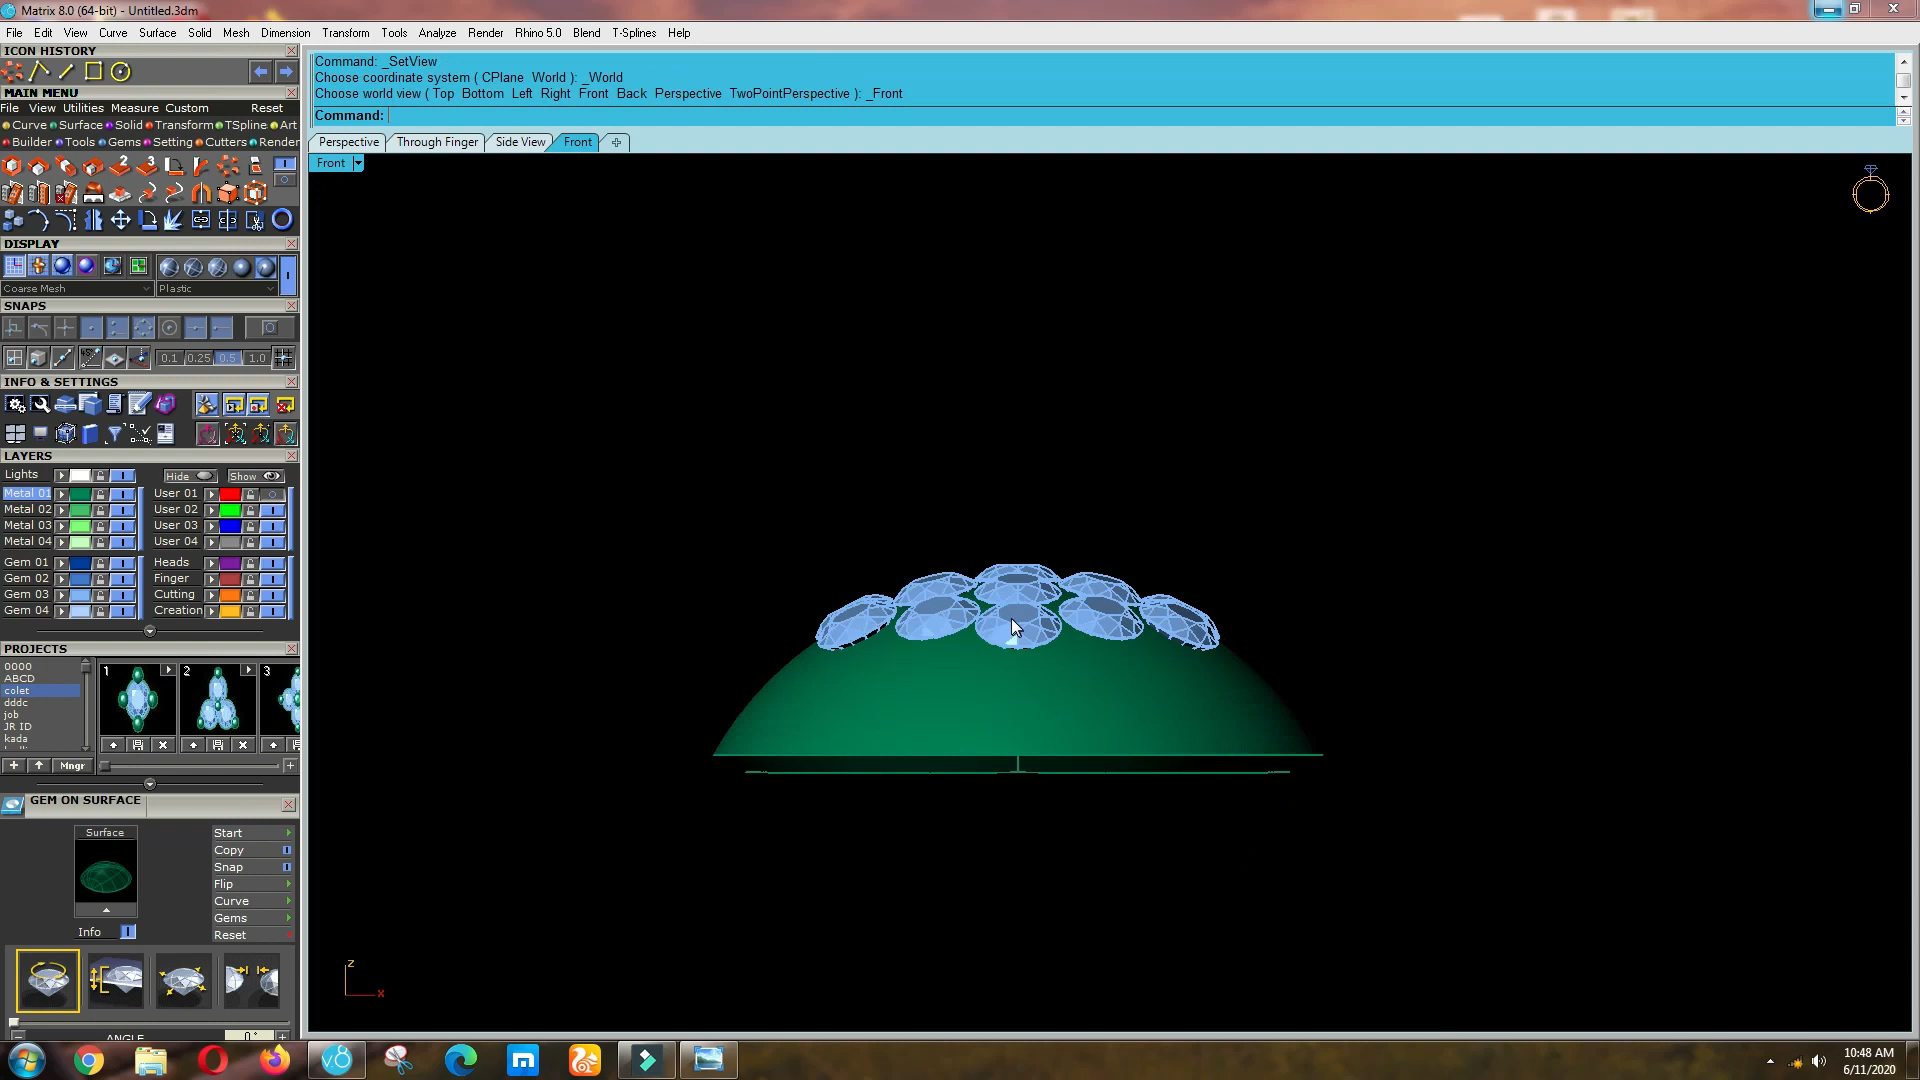 Matrix 8.0 (64-bit) - Untitled.3dm
File Edit View Curve Surface Solid Mesh Dimension Transform Tools Analyze Render Rhino 5.0 Blend T-Splines Help
ICON HISTORY
MAIN MENU
File View Utilities Measure Custom Reset
Curve Surface Solid Transform TSpline Art
Builder Tools Gems Setting Cutters Render
2 3
DISPLAY
Coarse Mesh Plastic
SNAPS
0.1 0.25 0.5 1.0
INFO & SETTINGS
LAYERS
Lights Hide Show
Metal 01 User 01
Metal 02 User 02
Metal 03 User 03
Metal 04 User 04
Gem 01 Heads
Gem 02 Finger
Gem 03 Cutting
Gem 04 Creation
PROJECTS
0000
ABCD
colet
dddc
job
JR ID
kada
1 2 3
Mngr
GEM ON SURFACE
Surface
Info
Start
Copy
Snap
Flip
Curve
Gems
Reset
ANGLE 0°
Command: _SetView
Choose coordinate system ( CPlane World ): _World
Choose world view ( Top Bottom Left Right Front Back Perspective TwoPointPerspective ): _Front
Command:
Perspective Through Finger Side View Front
Front
z
x
v8
10:48 AM
6/11/2020